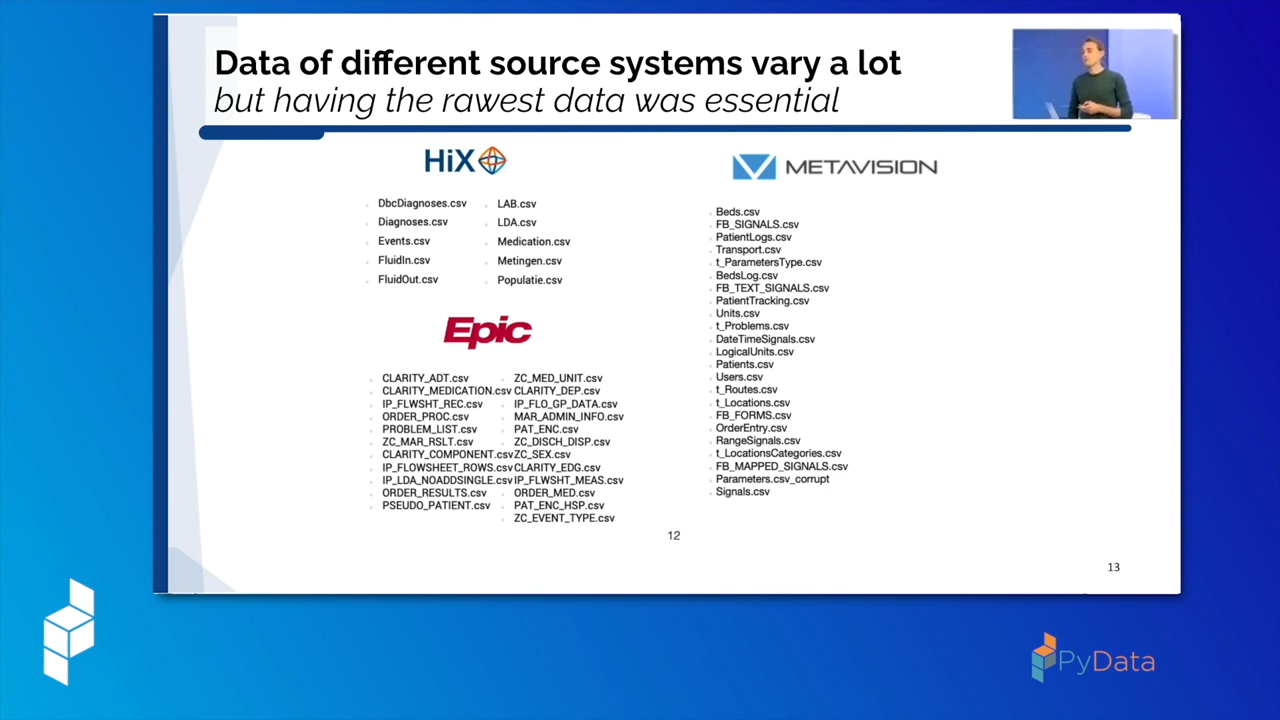 Data of different source systems vary a lot
but having the rawest data was essential
HiX
DbcDiagnoses.csv
Diagnoses.csv
Events.csv
FluidIn.csv
FluidOut.csv
LAB.csv
LDA.csv
Medication.csv
Metingen.csv
Populatie.csv
Epic
CLARITY_ADT.csv
CLARITY_MEDICATION.csv
IP_FLWSHT_REC.csv
ORDER_PROC.csv
PROBLEM_LIST.csv
ZC_MAR_RSLT.csv
CLARITY_COMPONENT.csv
IP_FLOWSHEET_ROWS.csv
IP_LDA_NOADDSINGLE.csv
ORDER_RESULTS.csv
PSEUDO_PATIENT.csv
ZC_MED_UNIT.csv
CLARITY_DEP.csv
IP_FLO_GP_DATA.csv
MAR_ADMIN_INFO.csv
PAT_ENC.csv
ZC_DISCH_DISP.csv
ZC_SEX.csv
CLARITY_EDG.csv
IP_FLWSHT_MEAS.csv
ORDER_MED.csv
PAT_ENC_HSP.csv
ZC_EVENT_TYPE.csv
METAVISION
Beds.csv
FB_SIGNALS.csv
PatientLogs.csv
Transport.csv
t_ParametersType.csv
BedsLog.csv
FB_TEXT_SIGNALS.csv
PatientTracking.csv
Units.csv
t_Problems.csv
DateTimeSignals.csv
LogicalUnits.csv
Patients.csv
Users.csv
t_Routes.csv
t_Locations.csv
FB_FORMS.csv
OrderEntry.csv
RangeSignals.csv
t_LocationsCategories.csv
FB_MAPPED_SIGNALS.csv
Parameters.csv_corrupt
Signals.csv
12
13
PyData